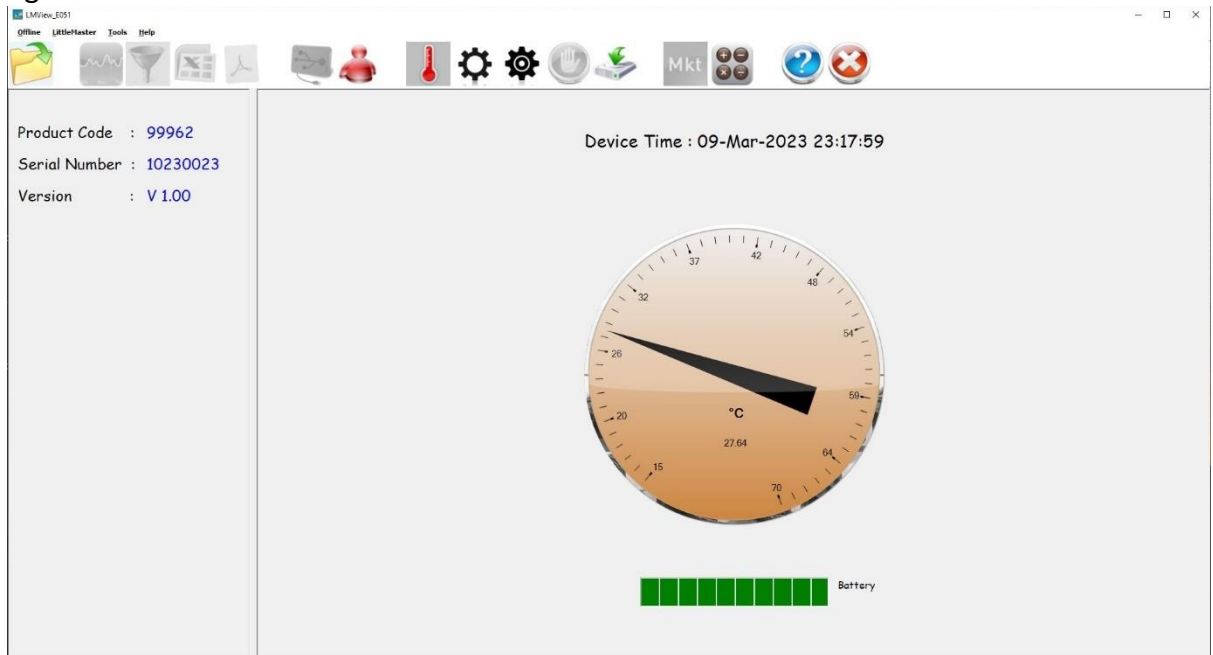 LMView_E051
Offline LittleMaster Tools Help
Mkt
Product Code : 99962
Serial Number : 10230023
Version : V 1.00
Device Time : 09-Mar-2023 23:17:59
37
42
32
48
26
54
20
59
15
64
70
°C
27.64
Battery